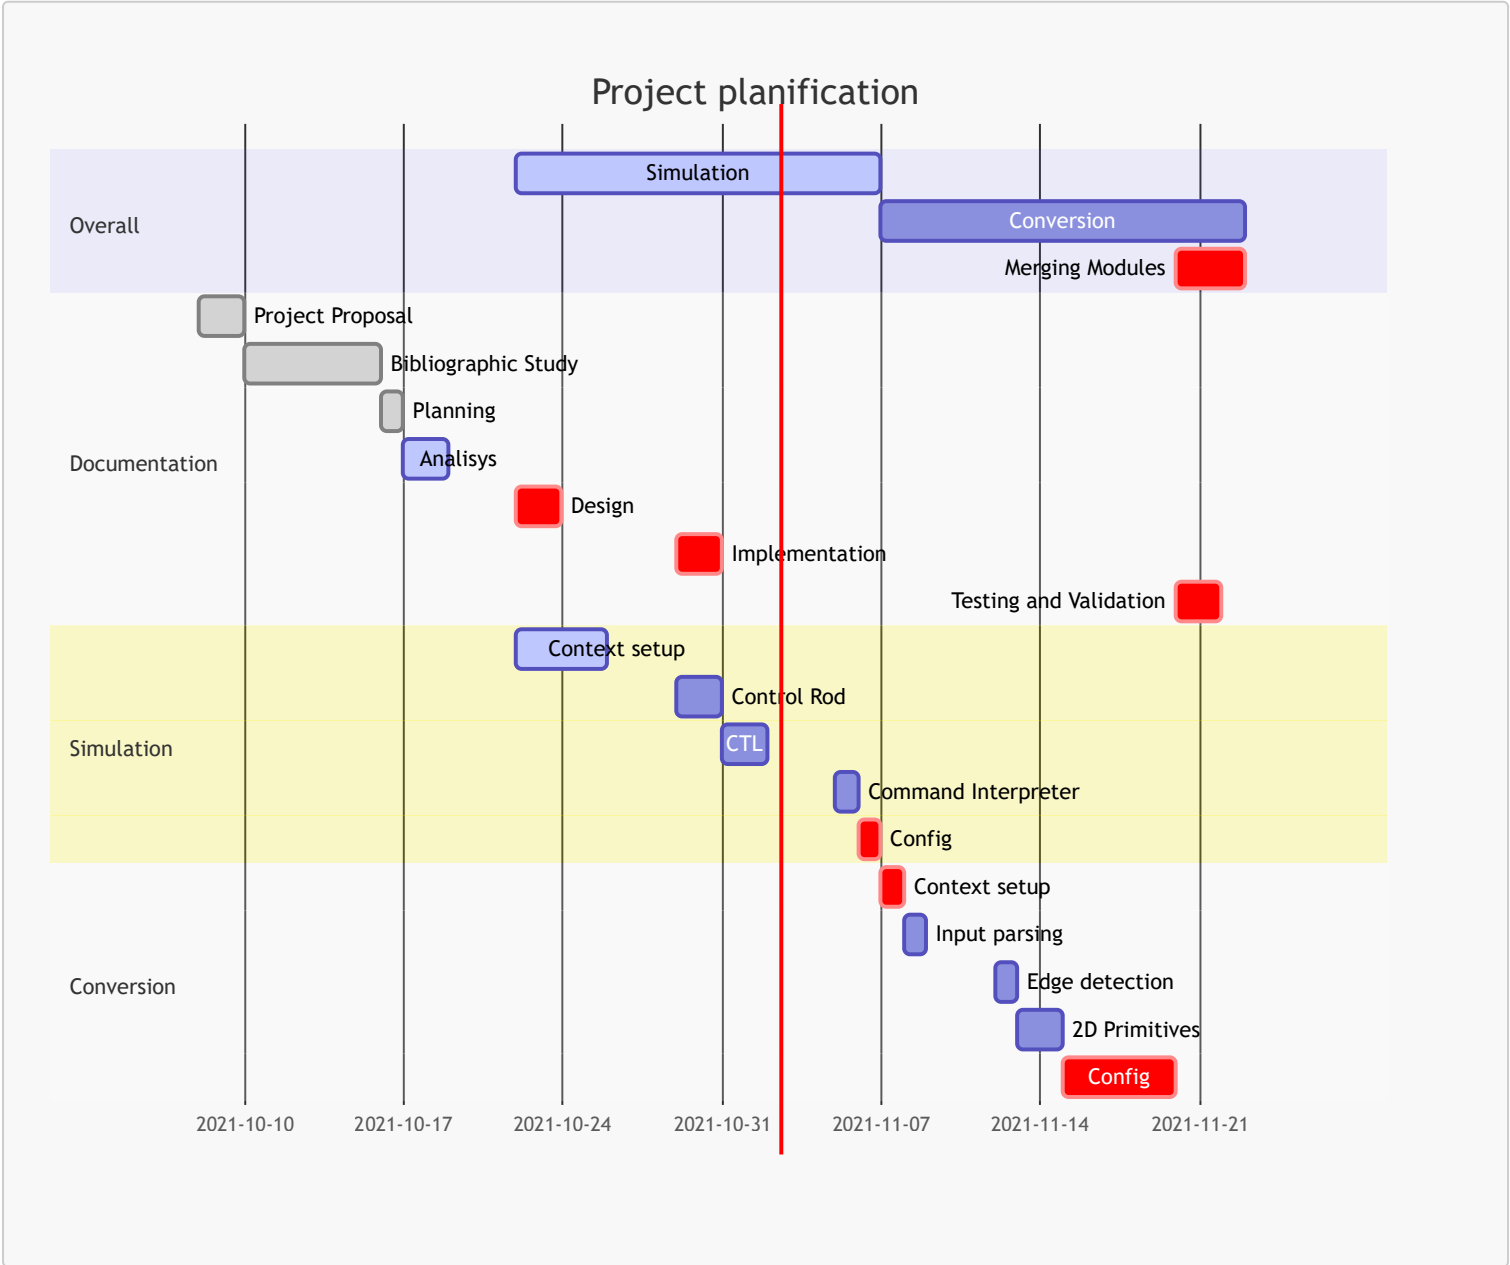 Project planification
Simulation
Overall
Conversion
Merging Modules
Project Proposal
Bibliographic Study
Planning
Documentation
Analisys
Design
Implementation
Testing and Validation
Context setup
Control Rod
Simulation
CTL
Command Interpreter
Config
Context setup
Input parsing
Conversion
Edge detection
2D Primitives
Config
2021-10-10 2021-10-17 2021-10-24 2021-10-31 2021-11-07 2021-11-14 2021-11-21